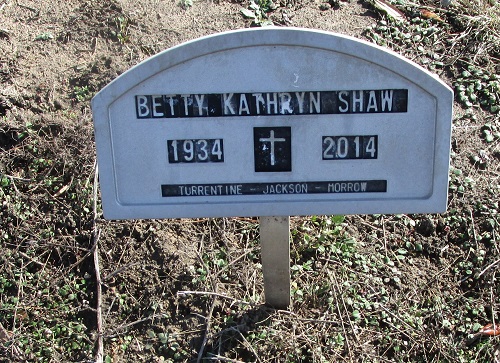 BETTY KATHRYN SHAW
1934 2014
TURRENTINE - JACKSON - MORROW